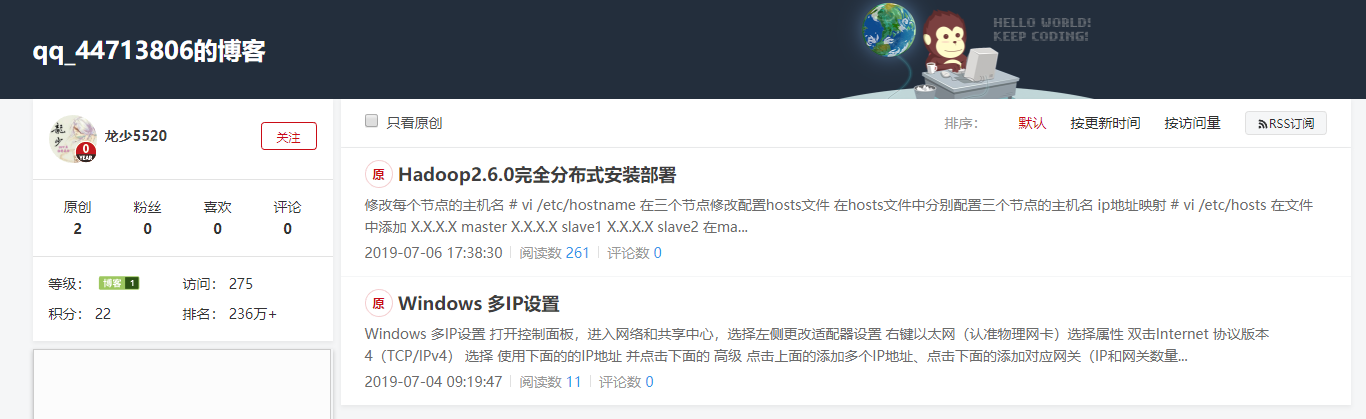 HELLO WORLD!
KEEP CODING!
qq_44713806的博客
龙少
0
YEAR
龙少5520
关注
原创 粉丝 喜欢 评论
2 0 0 0
等级： 博客 1 访问： 275
积分： 22 排名： 236万+
只看原创 排序： 默认 按更新时间 按访问量 RSS订阅
原 Hadoop2.6.0完全分布式安装部署
修改每个节点的主机名 # vi /etc/hostname 在三个节点修改配置hosts文件 在hosts文件中分别配置三个节点的主机名 ip地址映射 # vi /etc/hosts 在文件
中添加 X.X.X.X master X.X.X.X slave1 X.X.X.X slave2 在ma...
2019-07-06 17:38:30 阅读数 261 评论数 0
原 Windows 多IP设置
Windows 多IP设置 打开控制面板，进入网络和共享中心，选择左侧更改适配器设置 右键以太网（认准物理网卡）选择属性 双击Internet 协议版本
4（TCP/IPv4） 选择 使用下面的的IP地址 并点击下面的 高级 点击上面的添加多个IP地址、点击下面的添加对应网关（IP和网关数量...
2019-07-04 09:19:47 阅读数 11 评论数 0